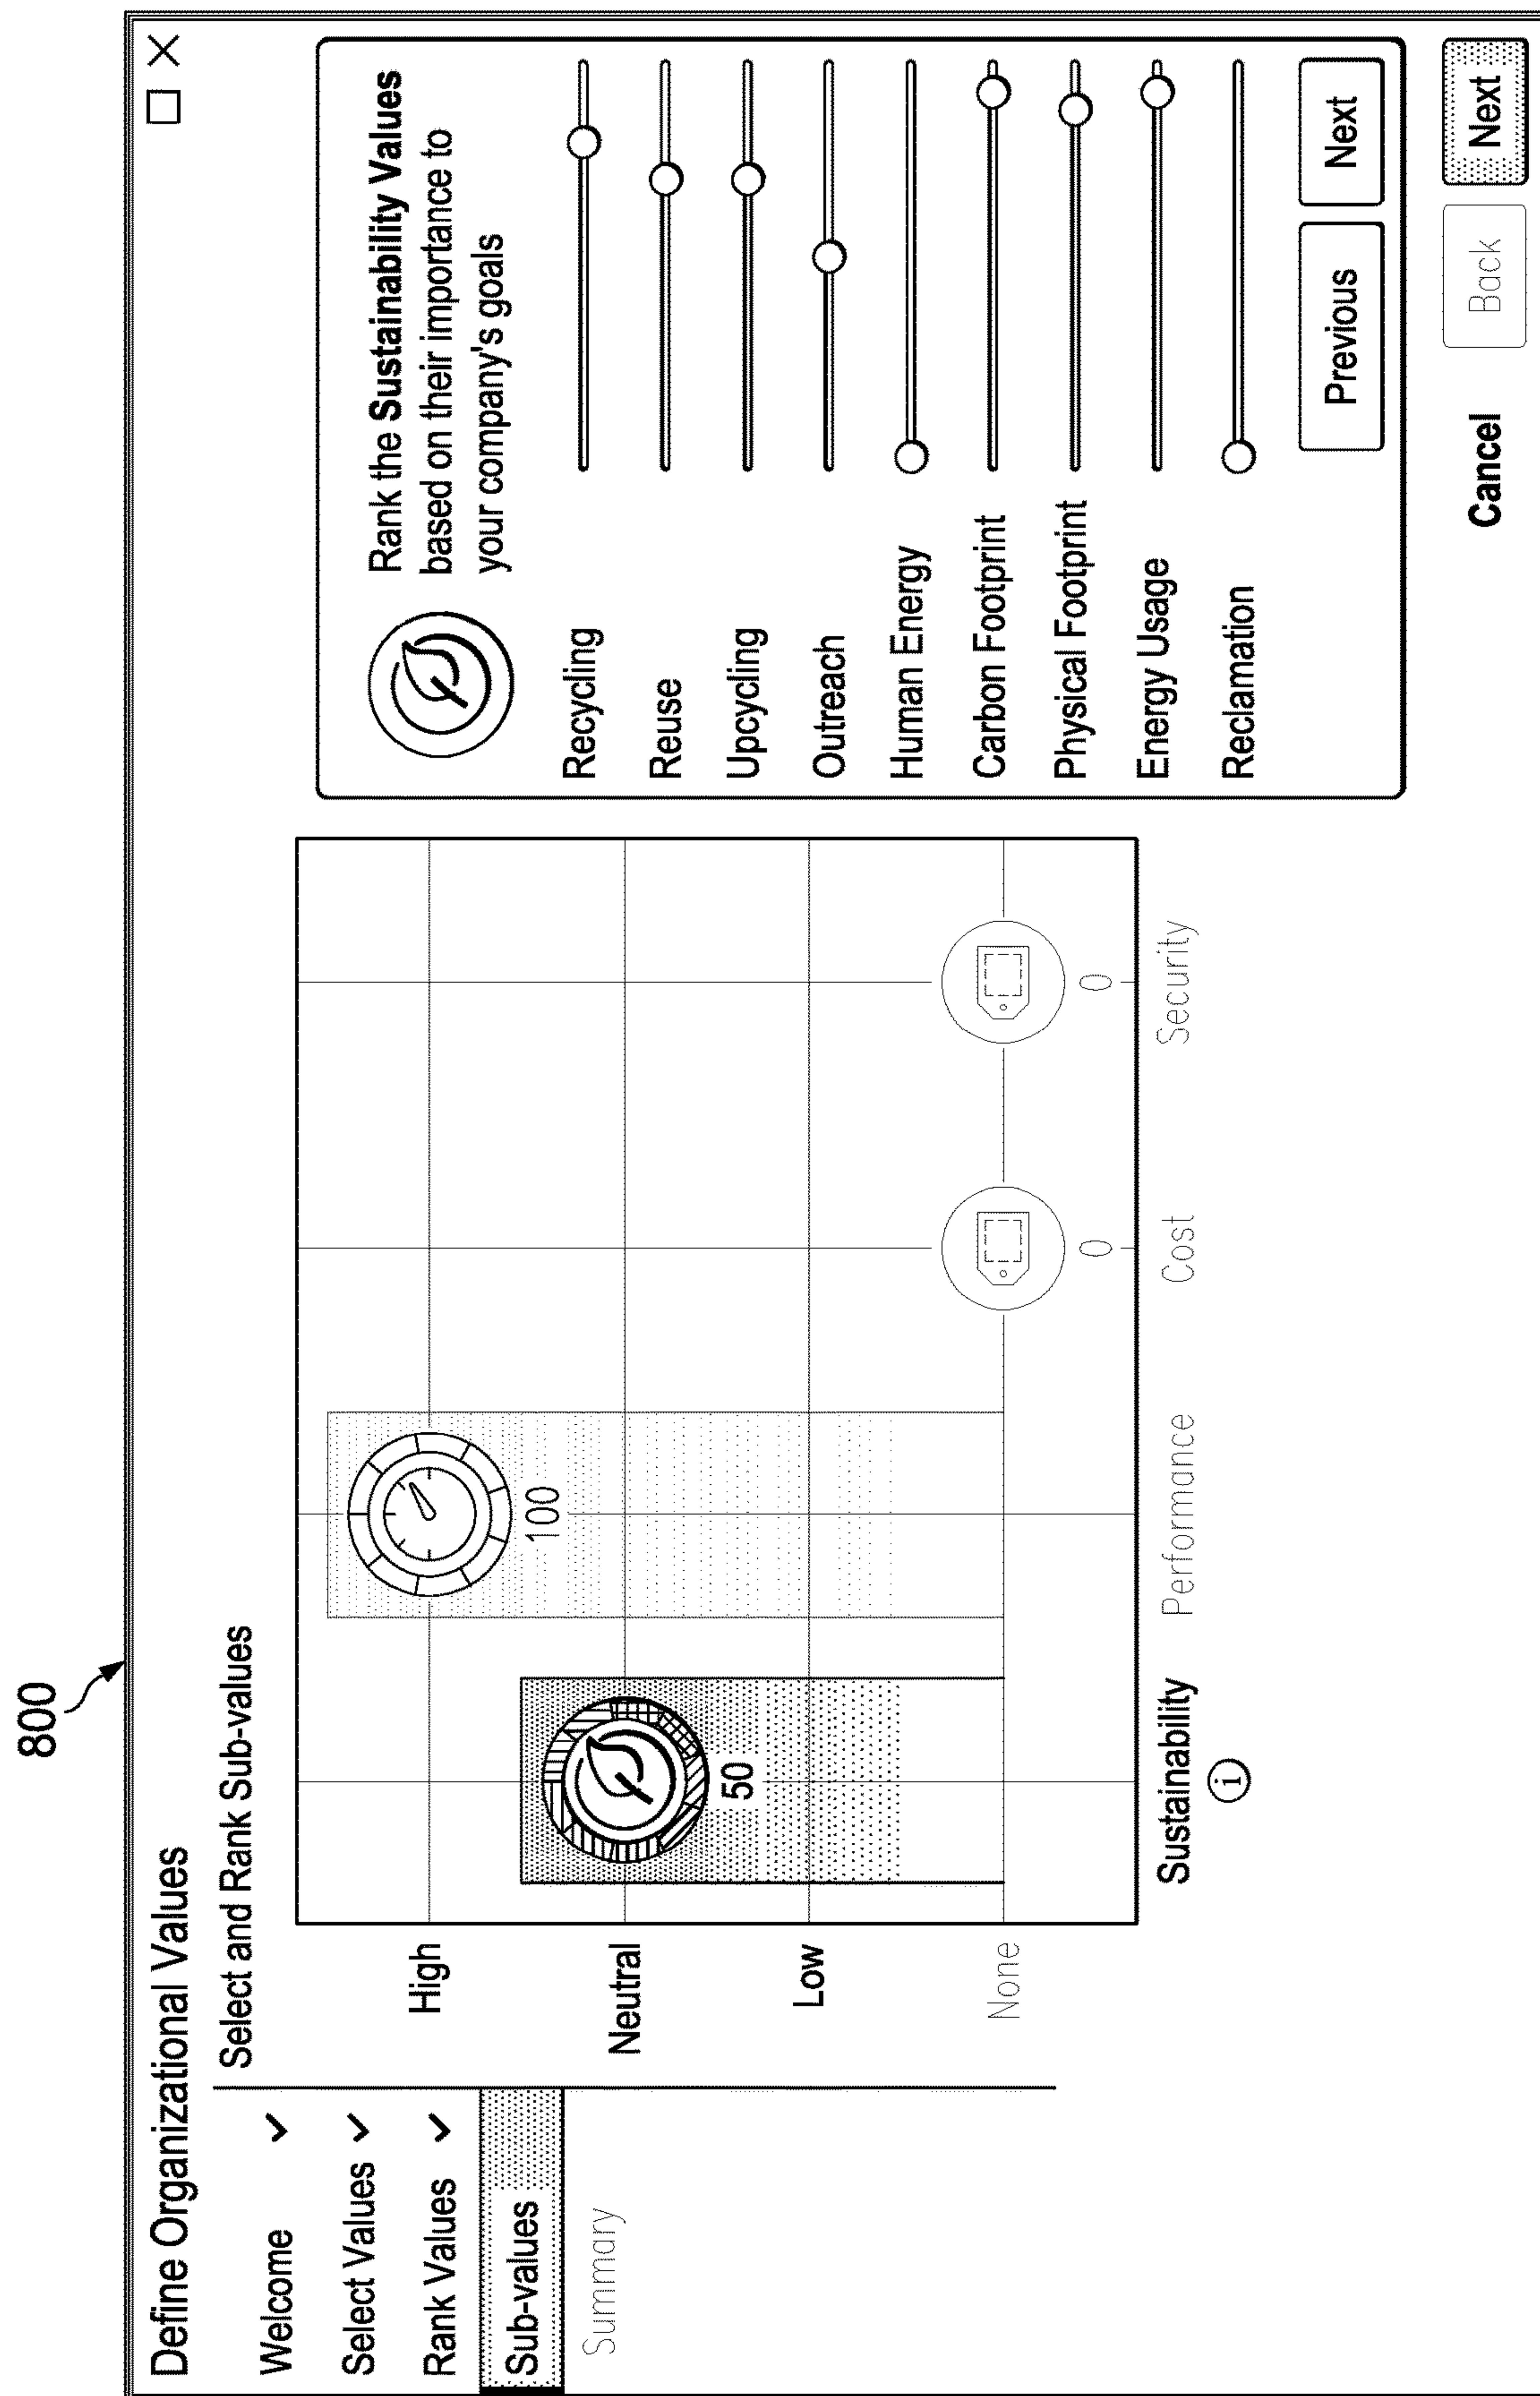 800
Define Organizational Values
Welcome
Select Values
Rank Values
Sub-values
Summary
Select and Rank Sub-values
High
Neutral
Low
None
50
100
0
0
Sustainability
Performance
Cost
Security
i
Rank the Sustainability Values
based on their importance to
your company's goals
Recycling
Reuse
Upcycling
Outreach
Human Energy
Carbon Footprint
Physical Footprint
Energy Usage
Reclamation
Previous
Next
Cancel
Back
Next